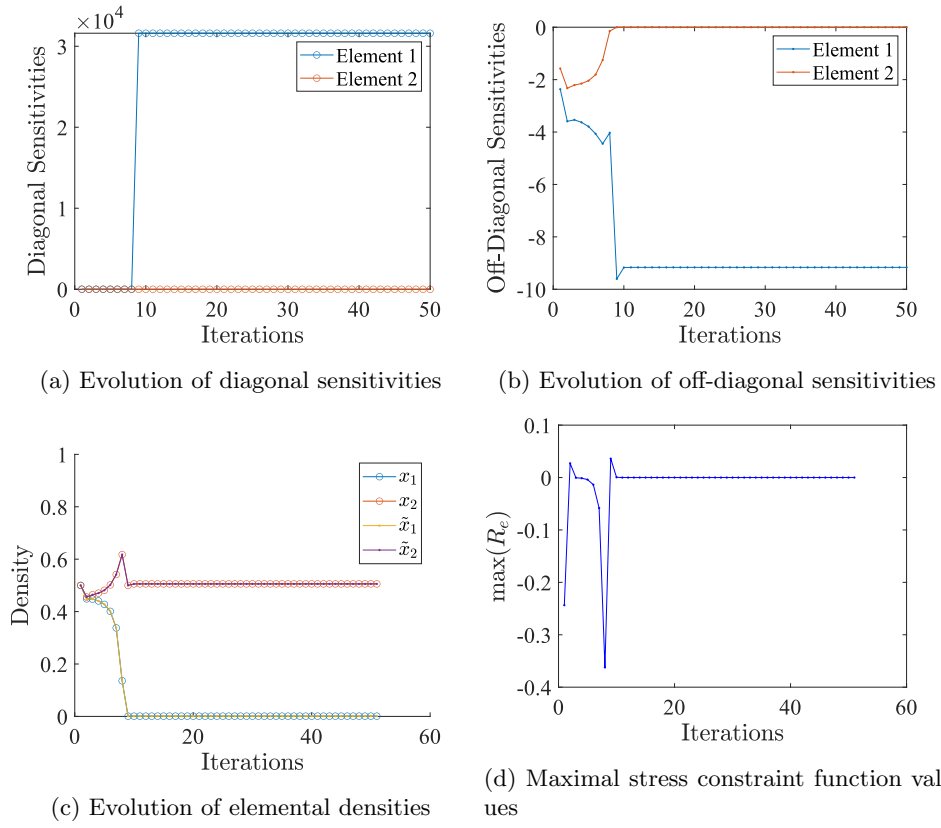 ×10⁴
3
2
1
0
0 10 20 30 40 50
Diagonal Sensitivities
Iterations
Element 1
Element 2
(a) Evolution of diagonal sensitivities
0
-2
-4
-6
-8
-10
0 10 20 30 40 50
Off-Diagonal Sensitivities
Iterations
Element 1
Element 2
(b) Evolution of off-diagonal sensitivities
1
0.8
0.6
0.4
0.2
0
0 20 40 60
Density
Iterations
x₁
x₂
x̃₁
x̃₂
(c) Evolution of elemental densities
0.1
0
-0.1
-0.2
-0.3
-0.4
0 20 40 60
max(Rₑ)
Iterations
(d) Maximal stress constraint function val
ues